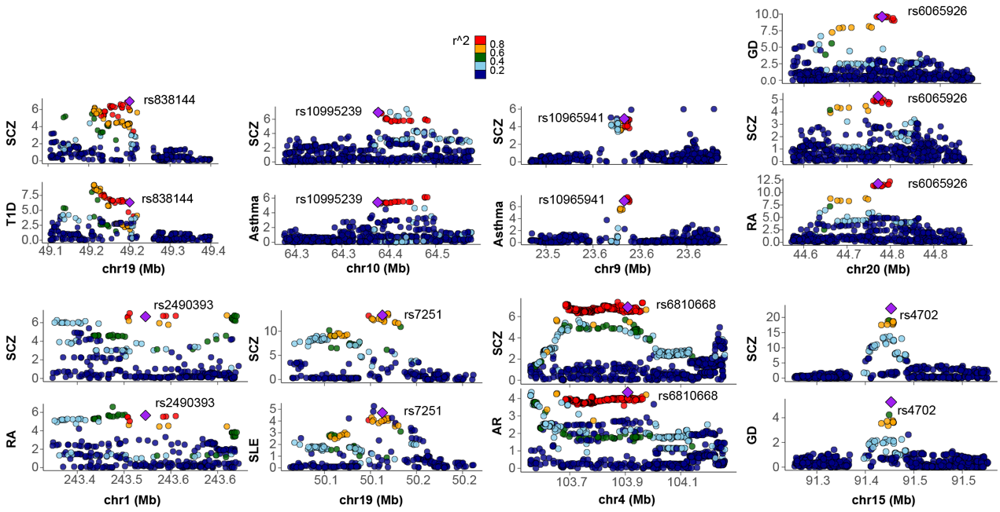 r^2
0.8
0.6
0.4
0.2
GD
10.0
7.5
5.0
2.5
0.0
rs6065926
SCZ
6
4
2
0
rs838144
T1D
7.5
5.0
2.5
0.0
rs838144
49.1 49.2 49.2 49.3 49.4
chr19 (Mb)
SCZ
6
4
2
0
rs10995239
Asthma
6
4
2
0
rs10995239
64.3 64.3 64.4 64.5
chr10 (Mb)
SCZ
6
4
2
0
rs10965941
Asthma
6
4
2
0
rs10965941
23.5 23.6 23.6 23.6
chr9 (Mb)
SCZ
5
4
3
2
1
0
rs6065926
RA
12.5
10.0
7.5
5.0
2.5
0.0
rs6065926
44.6 44.7 44.8 44.8
chr20 (Mb)
SCZ
6
4
2
0
rs2490393
RA
6
4
2
0
rs2490393
243.4 243.5 243.6 243.6
chr1 (Mb)
SCZ
10
5
0
rs7251
SLE
5
4
3
2
1
0
rs7251
50.1 50.1 50.2 50.2
chr19 (Mb)
SCZ
6
4
2
0
rs6810668
AR
4
3
2
1
0
rs6810668
103.7 103.9 104.1
chr4 (Mb)
SCZ
20
15
10
5
0
rs4702
GD
4
2
0
rs4702
91.3 91.4 91.5 91.5
chr15 (Mb)